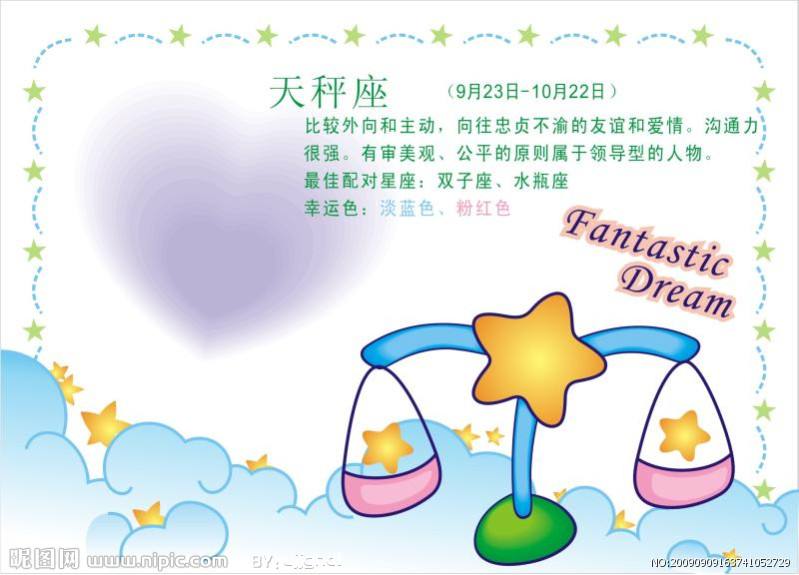 天秤座 （9月23日-10月22日）
比较外向和主动，向往忠贞不渝的友谊和爱情。沟通力
很强。有审美观、公平的原则属于领导型的人物。
最佳配对星座：双子座、水瓶座
幸运色：淡蓝色、粉红色
Fantastic
Dream
昵图网 www.nipic.com BY:
NO:20090909163741052729